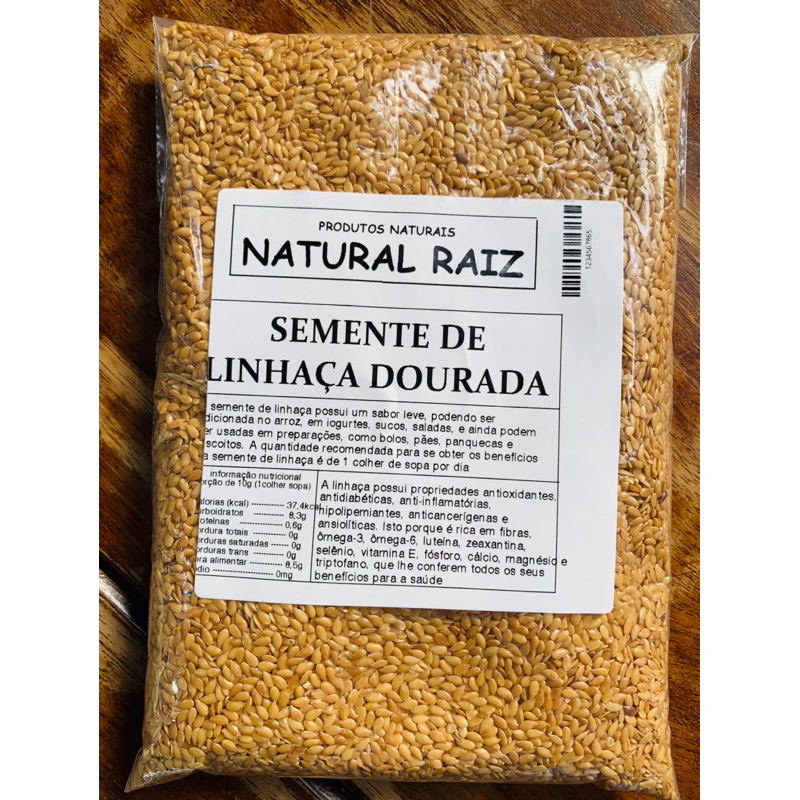 PRODUTOS NATURAIS
NATURAL RAIZ
1234567865
SEMENTE DE
LINHAÇA DOURADA
semente de linhaça possui um sabor leve, podendo ser
dicionada no arroz, em iogurtes, sucos, saladas, e ainda podem
er usadas em preparações, como bolos, pães, panquecas e
scoitos. A quantidade recomendada para se obter os benefícios
a semente de linhaça é de 1 colher de sopa por dia
informação nutricional
orção de 10g (1colher sopa)
alorias (kcal) ------------ 37,4kcal
arboidratos ----------- 8,3g
oteínas ---------------- 0,6g
ordura totais ----------- 0g
orduras saturadas ------ 0g
orduras trans ---------- 0g
ra alimentar ----------- 8,5g
dio ---------------------- 0mg
A linhaça possui propriedades antioxidantes,
antidiabéticas, anti-inflamatórias,
hipolipemiantes, anticancerígenas e
ansiolíticas. Isto porque é rica em fibras,
ômega-3, ômega-6, luteína, zeaxantina,
selênio, vitamina E, fósforo, cálcio, magnésio e
triptofano, que lhe conferem todos os seus
benefícios para a saúde